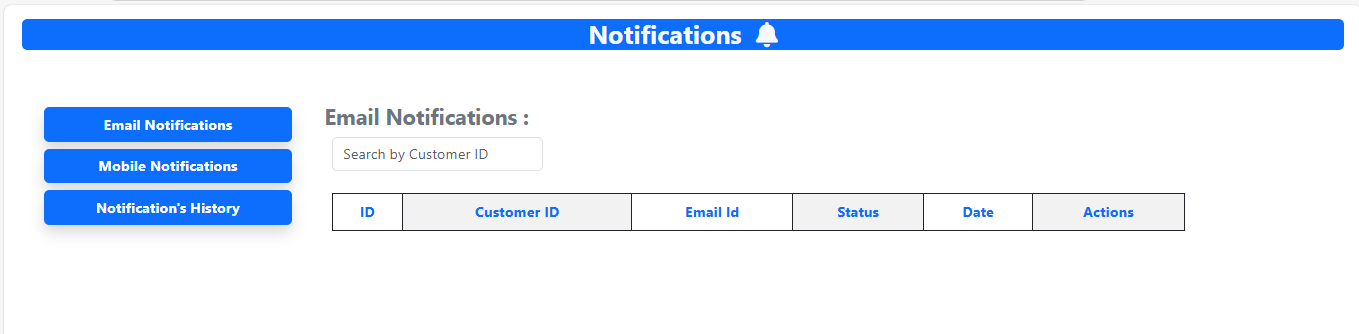 Notifications
Email Notifications
Mobile Notifications
Notification's History
Email Notifications :
Search by Customer ID
ID Customer ID Email Id Status Date Actions